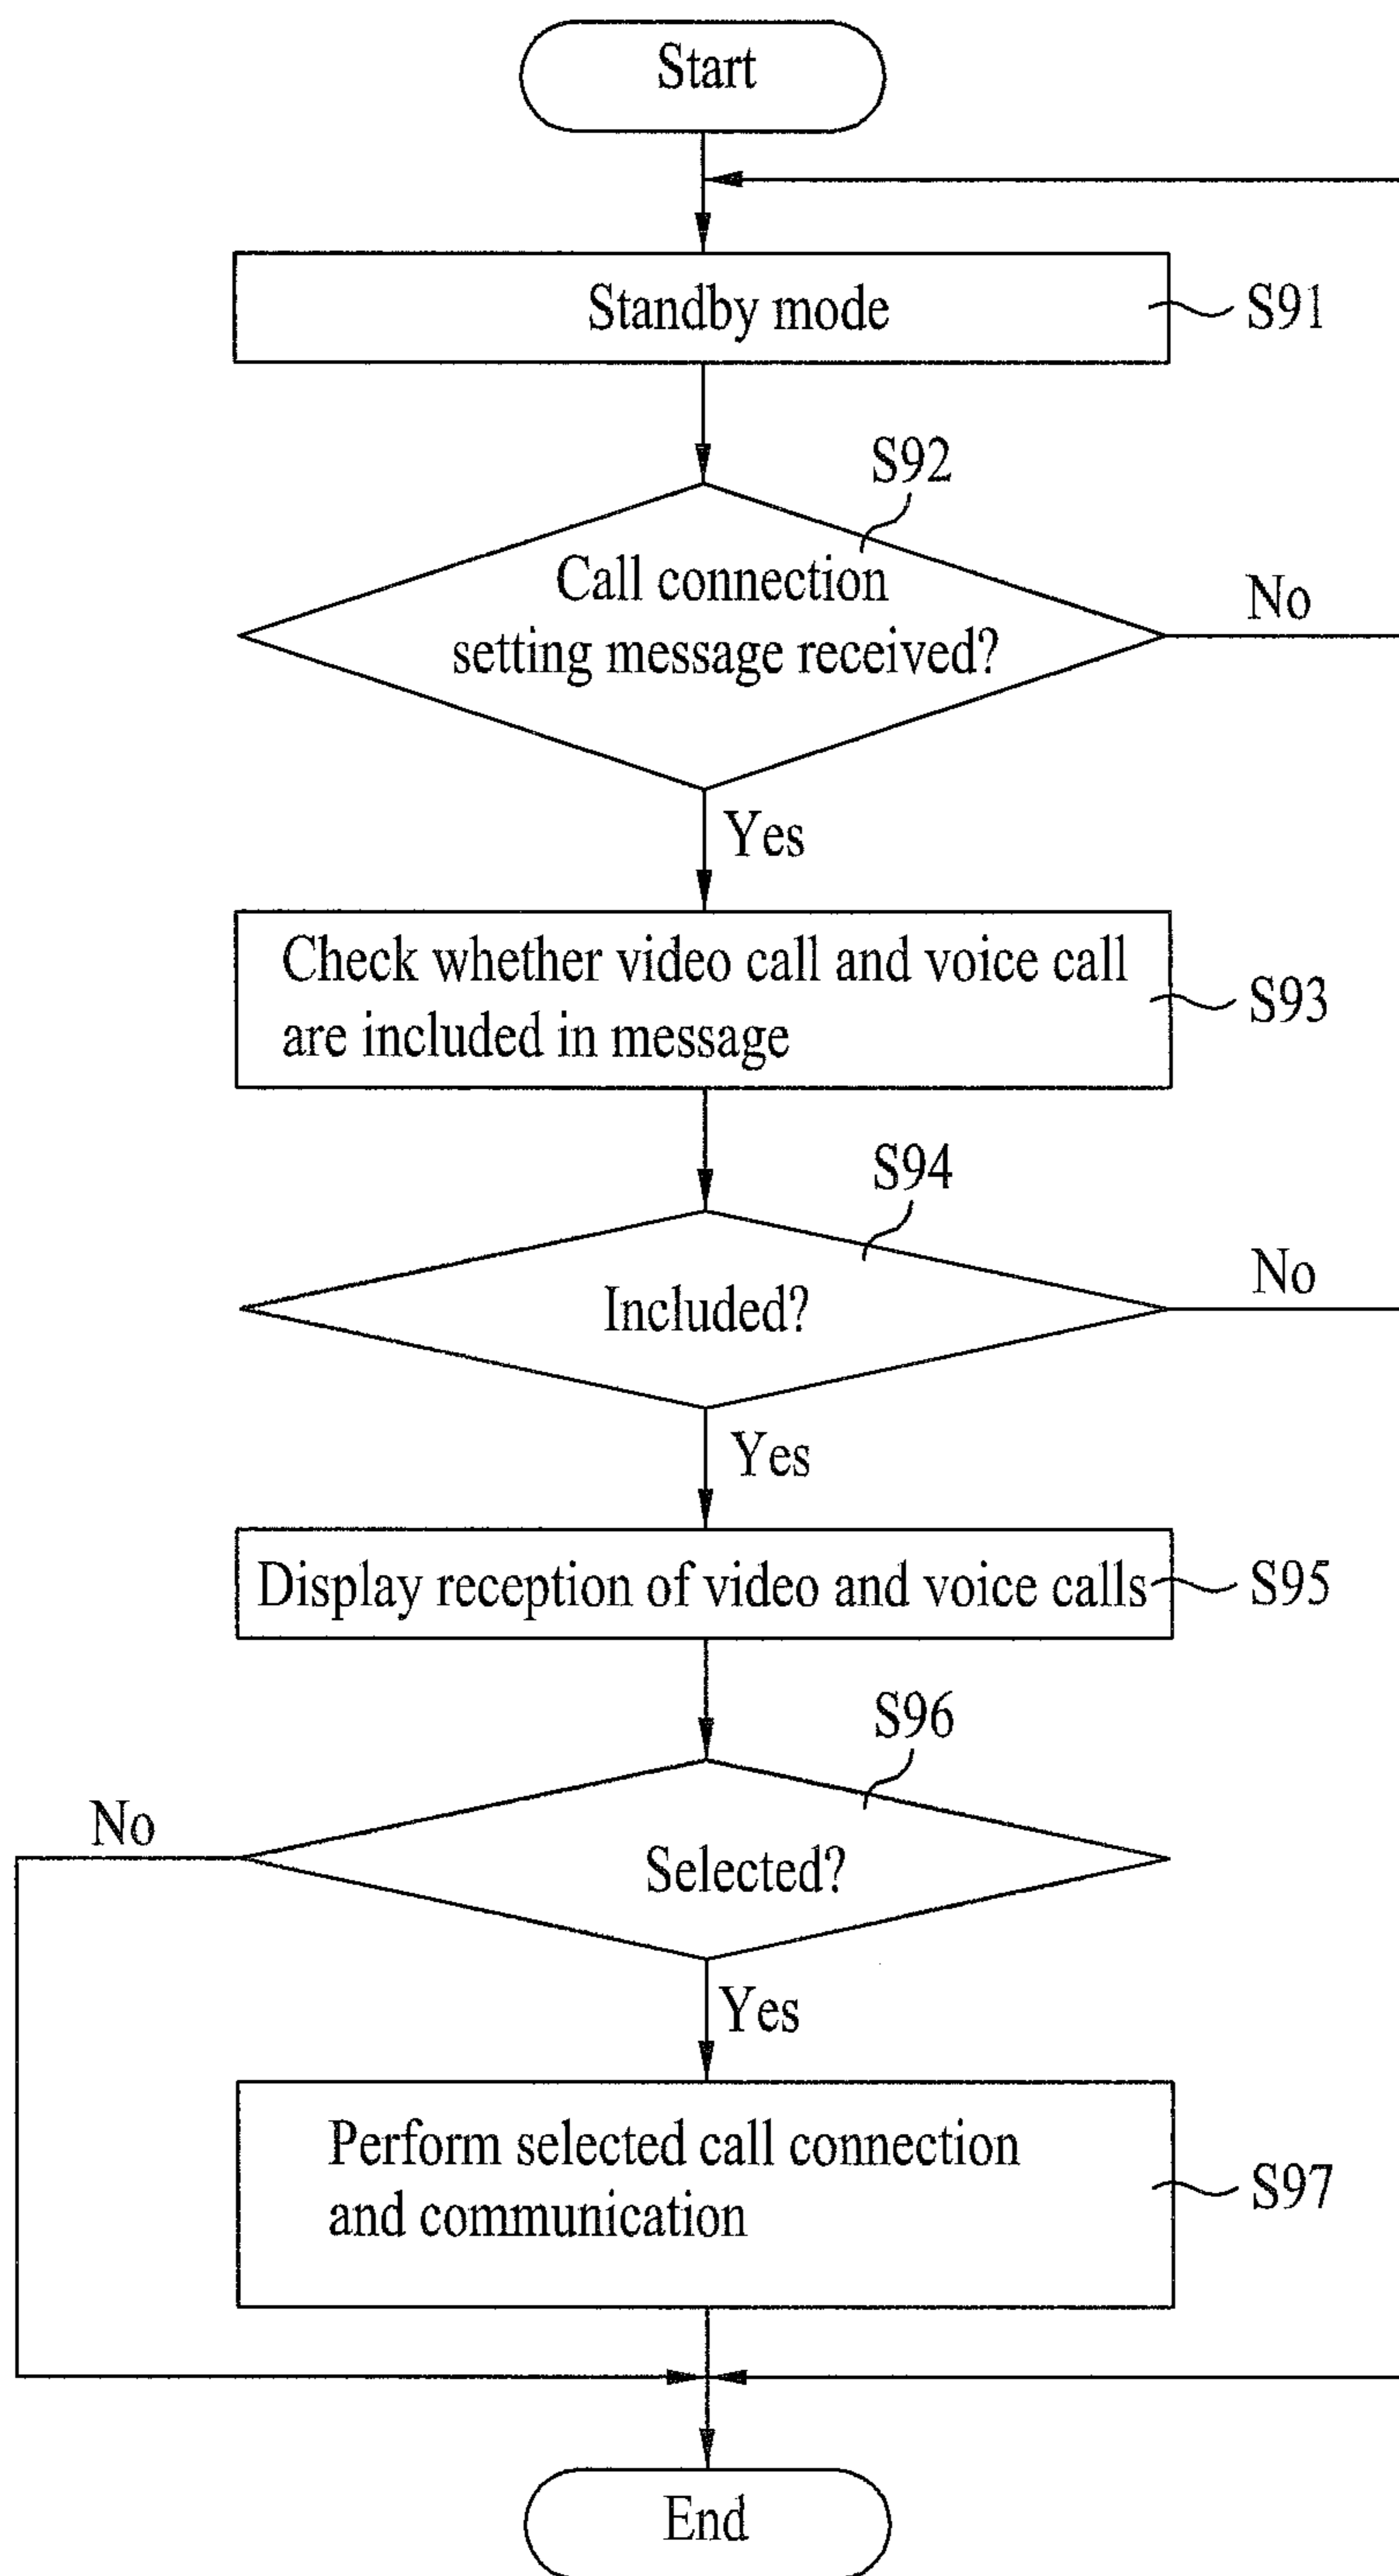 Start
Standby mode
S91
S92
Call connection
setting message received?
No
Yes
Check whether video call and voice call
are included in message
S93
S94
Included?
No
Yes
Display reception of video and voice calls
S95
S96
No
Selected?
Yes
Perform selected call connection
and communication
S97
End